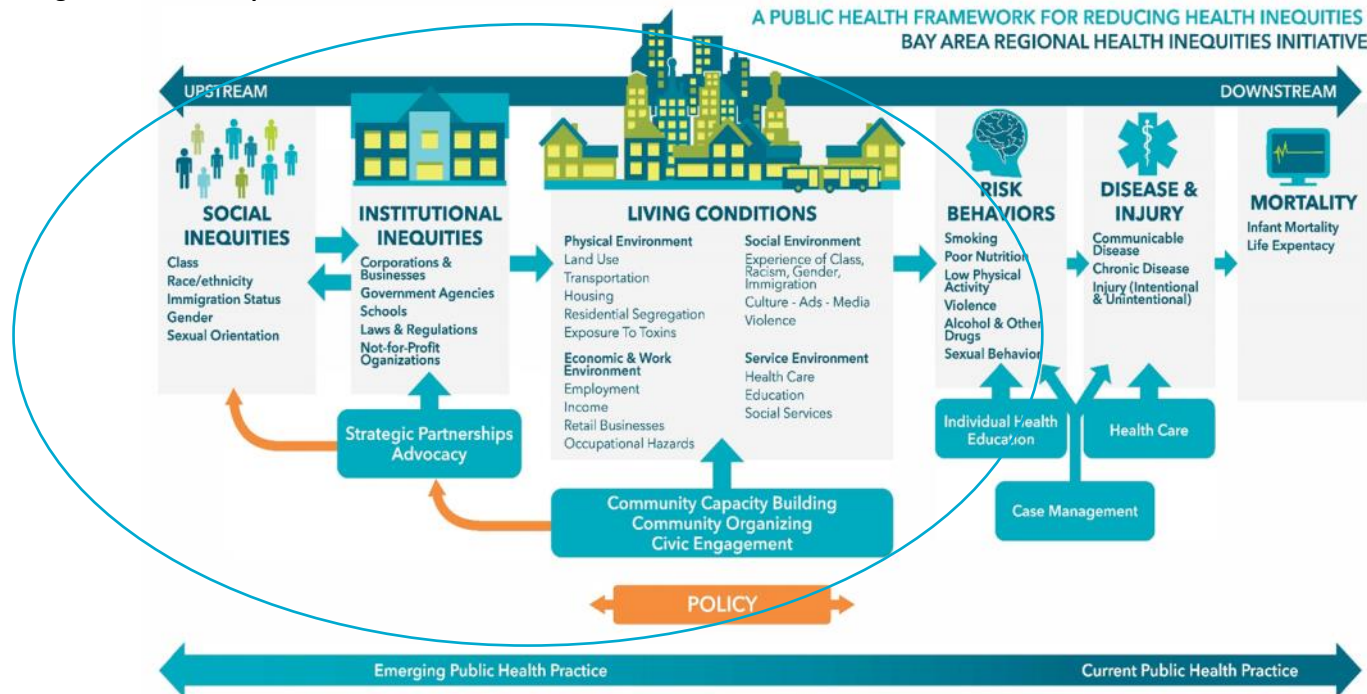 A PUBLIC HEALTH FRAMEWORK FOR REDUCING HEALTH INEQUITIES
BAY AREA REGIONAL HEALTH INEQUITIES INITIATIVE
UPSTREAM
DOWNSTREAM
SOCIAL
INEQUITIES
Class
Race/ethnicity
Immigration Status
Gender
Sexual Orientation
INSTITUTIONAL
INEQUITIES
Corporations &
Businesses
Government Agencies
Schools
Laws & Regulations
Not-for-Profit
Oganizations
LIVING CONDITIONS
Physical Environment
Land Use
Transportation
Housing
Residential Segregation
Exposure To Toxins
Economic & Work
Environment
Employment
Income
Retail Businesses
Occupational Hazards
Social Environment
Experience of Class,
Racism, Gender,
Immigration
Culture - Ads - Media
Violence
Service Environment
Health Care
Education
Social Services
RISK
BEHAVIORS
Smoking
Poor Nutrition
Low Physical
Activity
Violence
Alcohol & Other
Drugs
Sexual Behavior
DISEASE &
INJURY
Communicable
Disease
Chronic Disease
Injury (Intentional
& Unintentional)
MORTALITY
Infant Mortality
Life Expentacy
Strategic Partnerships
Advocacy
Community Capacity Building
Community Organizing
Civic Engagement
Individual Health
Education
Health Care
Case Management
POLICY
Emerging Public Health Practice
Current Public Health Practice